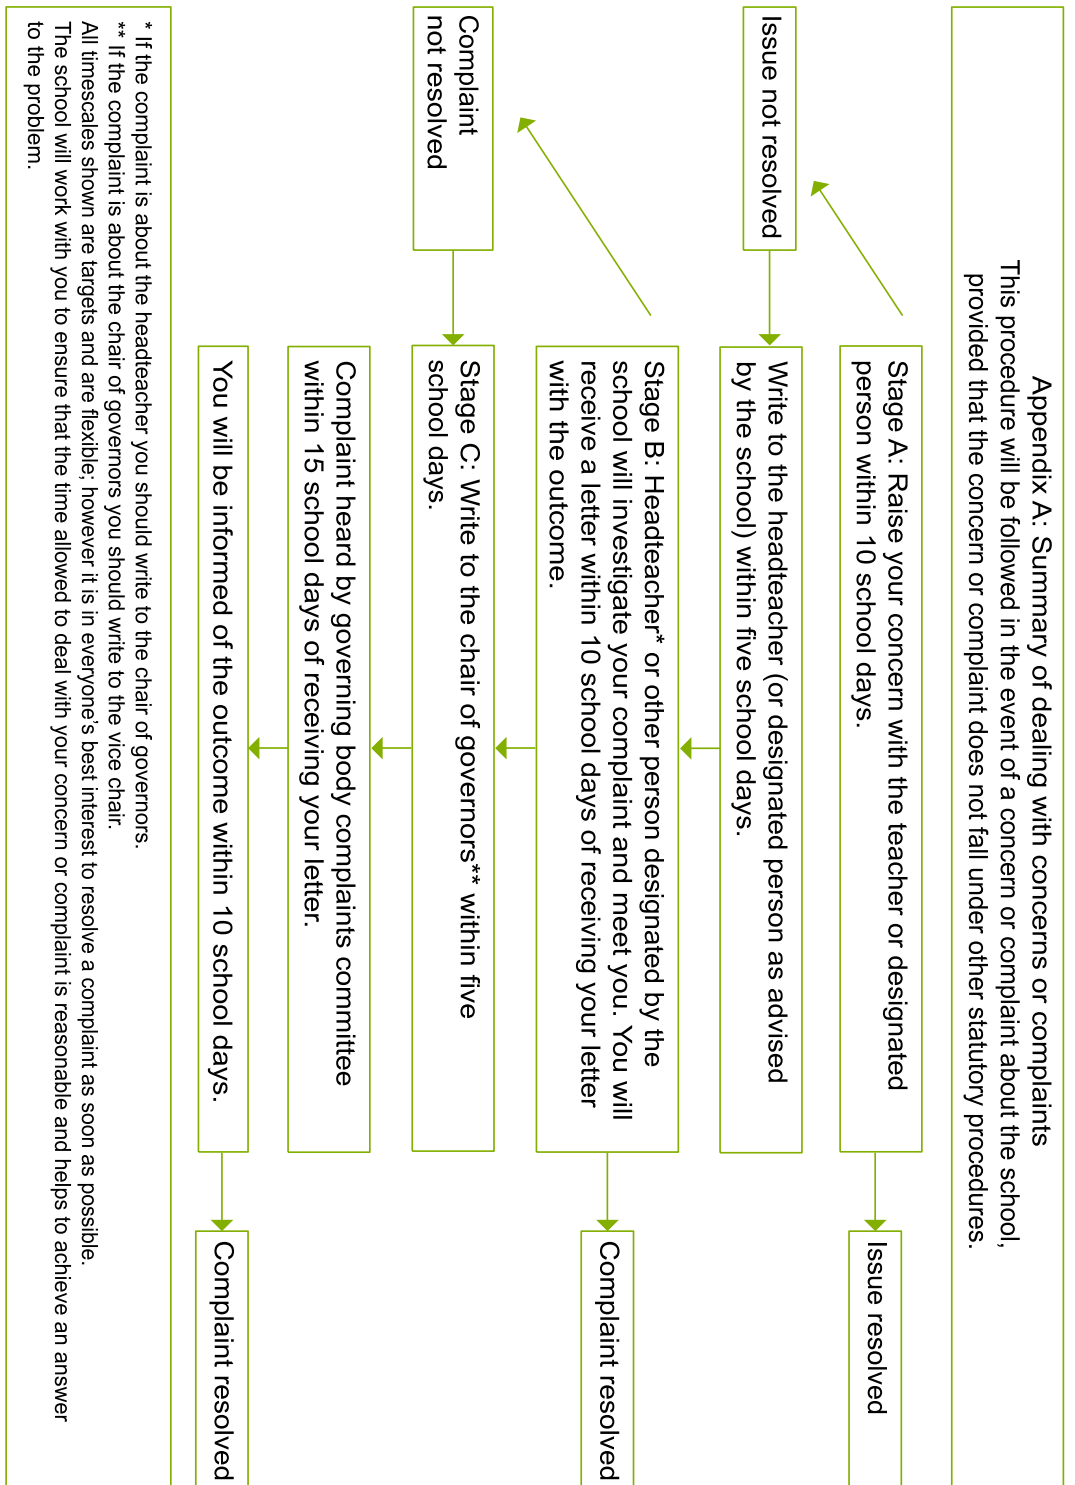 Appendix A: Summary of dealing with concerns or complaints
This procedure will be followed in the event of a concern or complaint about the school,
provided that the concern or complaint does not fall under other statutory procedures.
Stage A: Raise your concern with the teacher or designated
person within 10 school days.
Issue resolved
Issue not resolved
Write to the headteacher (or designated person as advised
by the school) within five school days.
Stage B: Headteacher* or other person designated by the
school will investigate your complaint and meet you. You will
receive a letter within 10 school days of receiving your letter
with the outcome.
Complaint resolved
Complaint
not resolved
Stage C: Write to the chair of governors** within five
school days.
Complaint heard by governing body complaints committee
within 15 school days of receiving your letter.
You will be informed of the outcome within 10 school days.
Complaint resolved
* If the complaint is about the headteacher you should write to the chair of governors.
** If the complaint is about the chair of governors you should write to the vice chair.
All timescales shown are targets and are flexible; however it is in everyone’s best interest to resolve a complaint as soon as possible.
The school will work with you to ensure that the time allowed to deal with your concern or complaint is reasonable and helps to achieve an answer
to the problem.